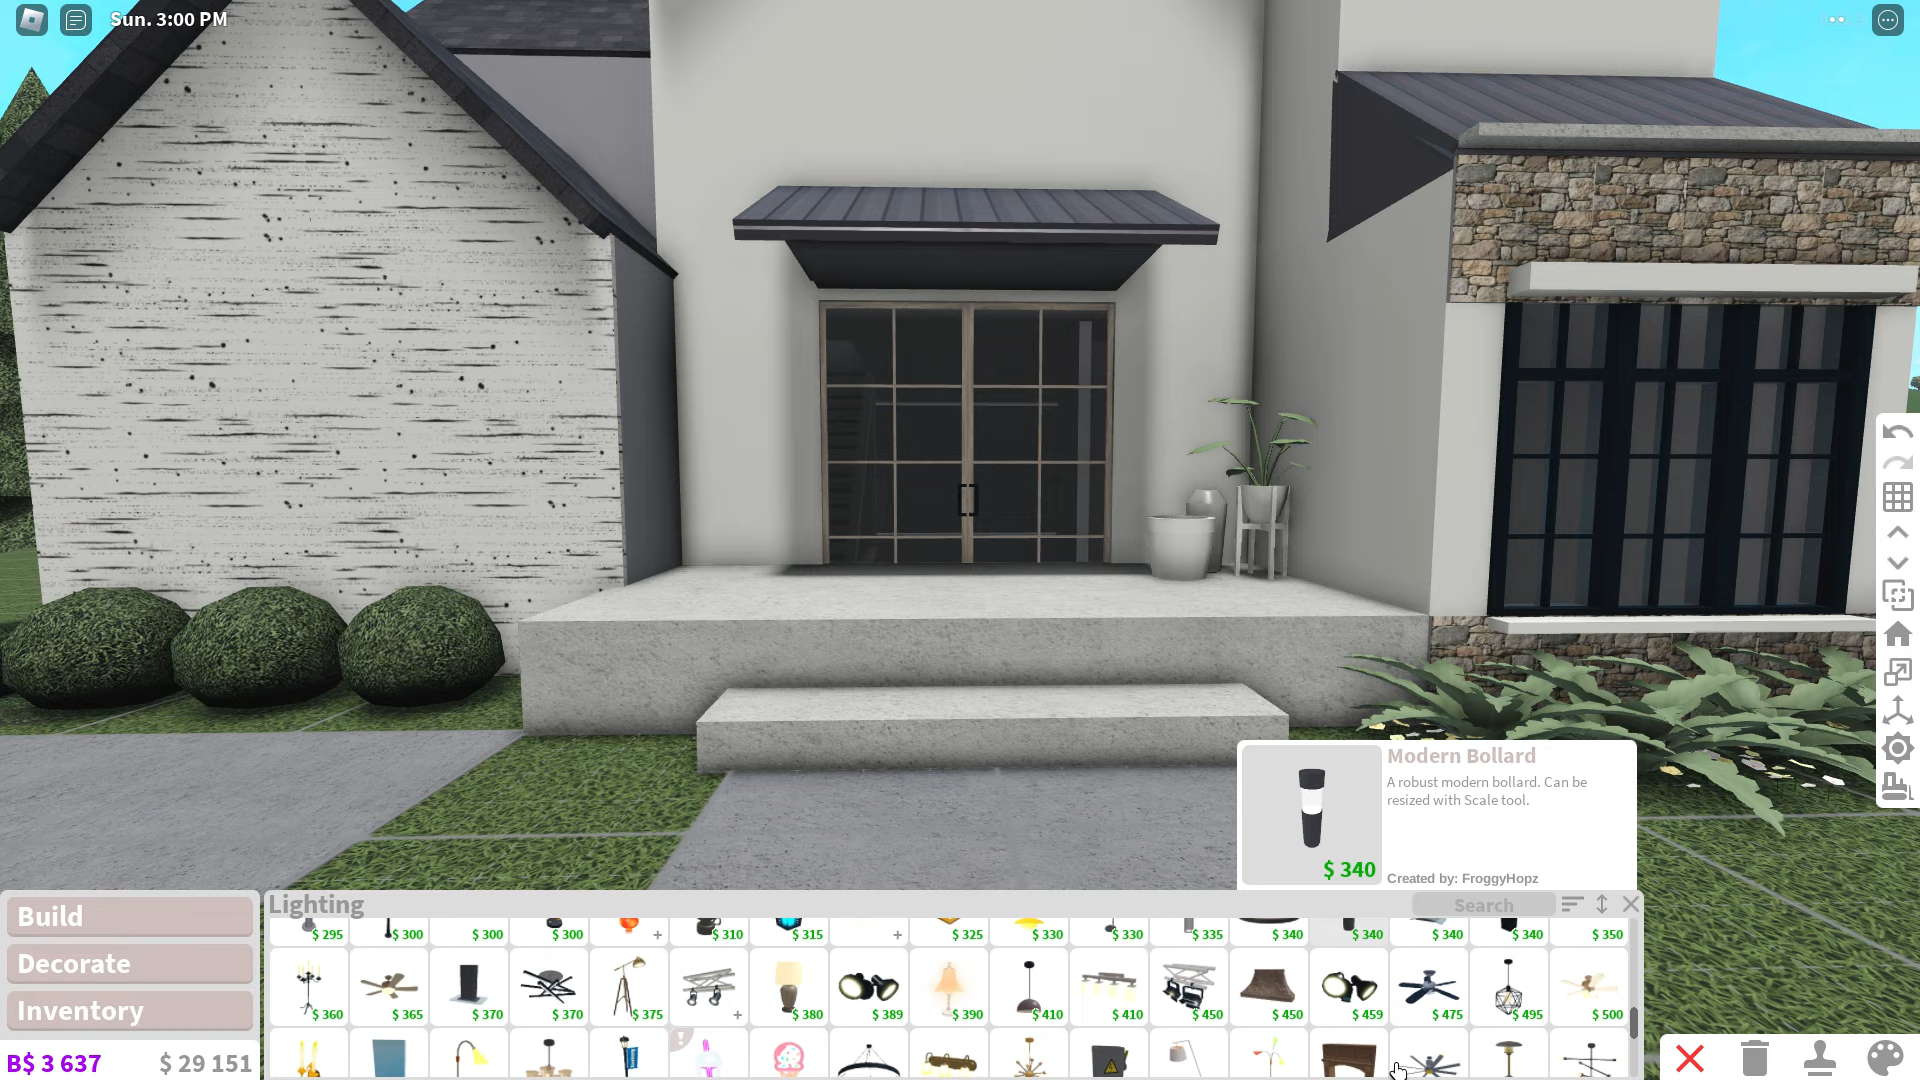 Sun. 3:00 PM
Modern Bollard
A robust modern bollard. Can be
resized with Scale tool.
$ 340
Created by: FroggyHopz
Build
Decorate
Inventory
B$ 3 637 $ 29 151
Lighting
Search
$ 295 $ 300 $ 300 $ 300 + $ 310 $ 315 + $ 325 $ 330 $ 330 $ 335 $ 340 $ 340 $ 340 $ 340 $ 350
$ 360 $ 365 $ 370 $ 370 $ 375 + $ 380 $ 389 $ 390 $ 410 $ 410 $ 450 $ 450 $ 459 $ 475 $ 495 $ 500